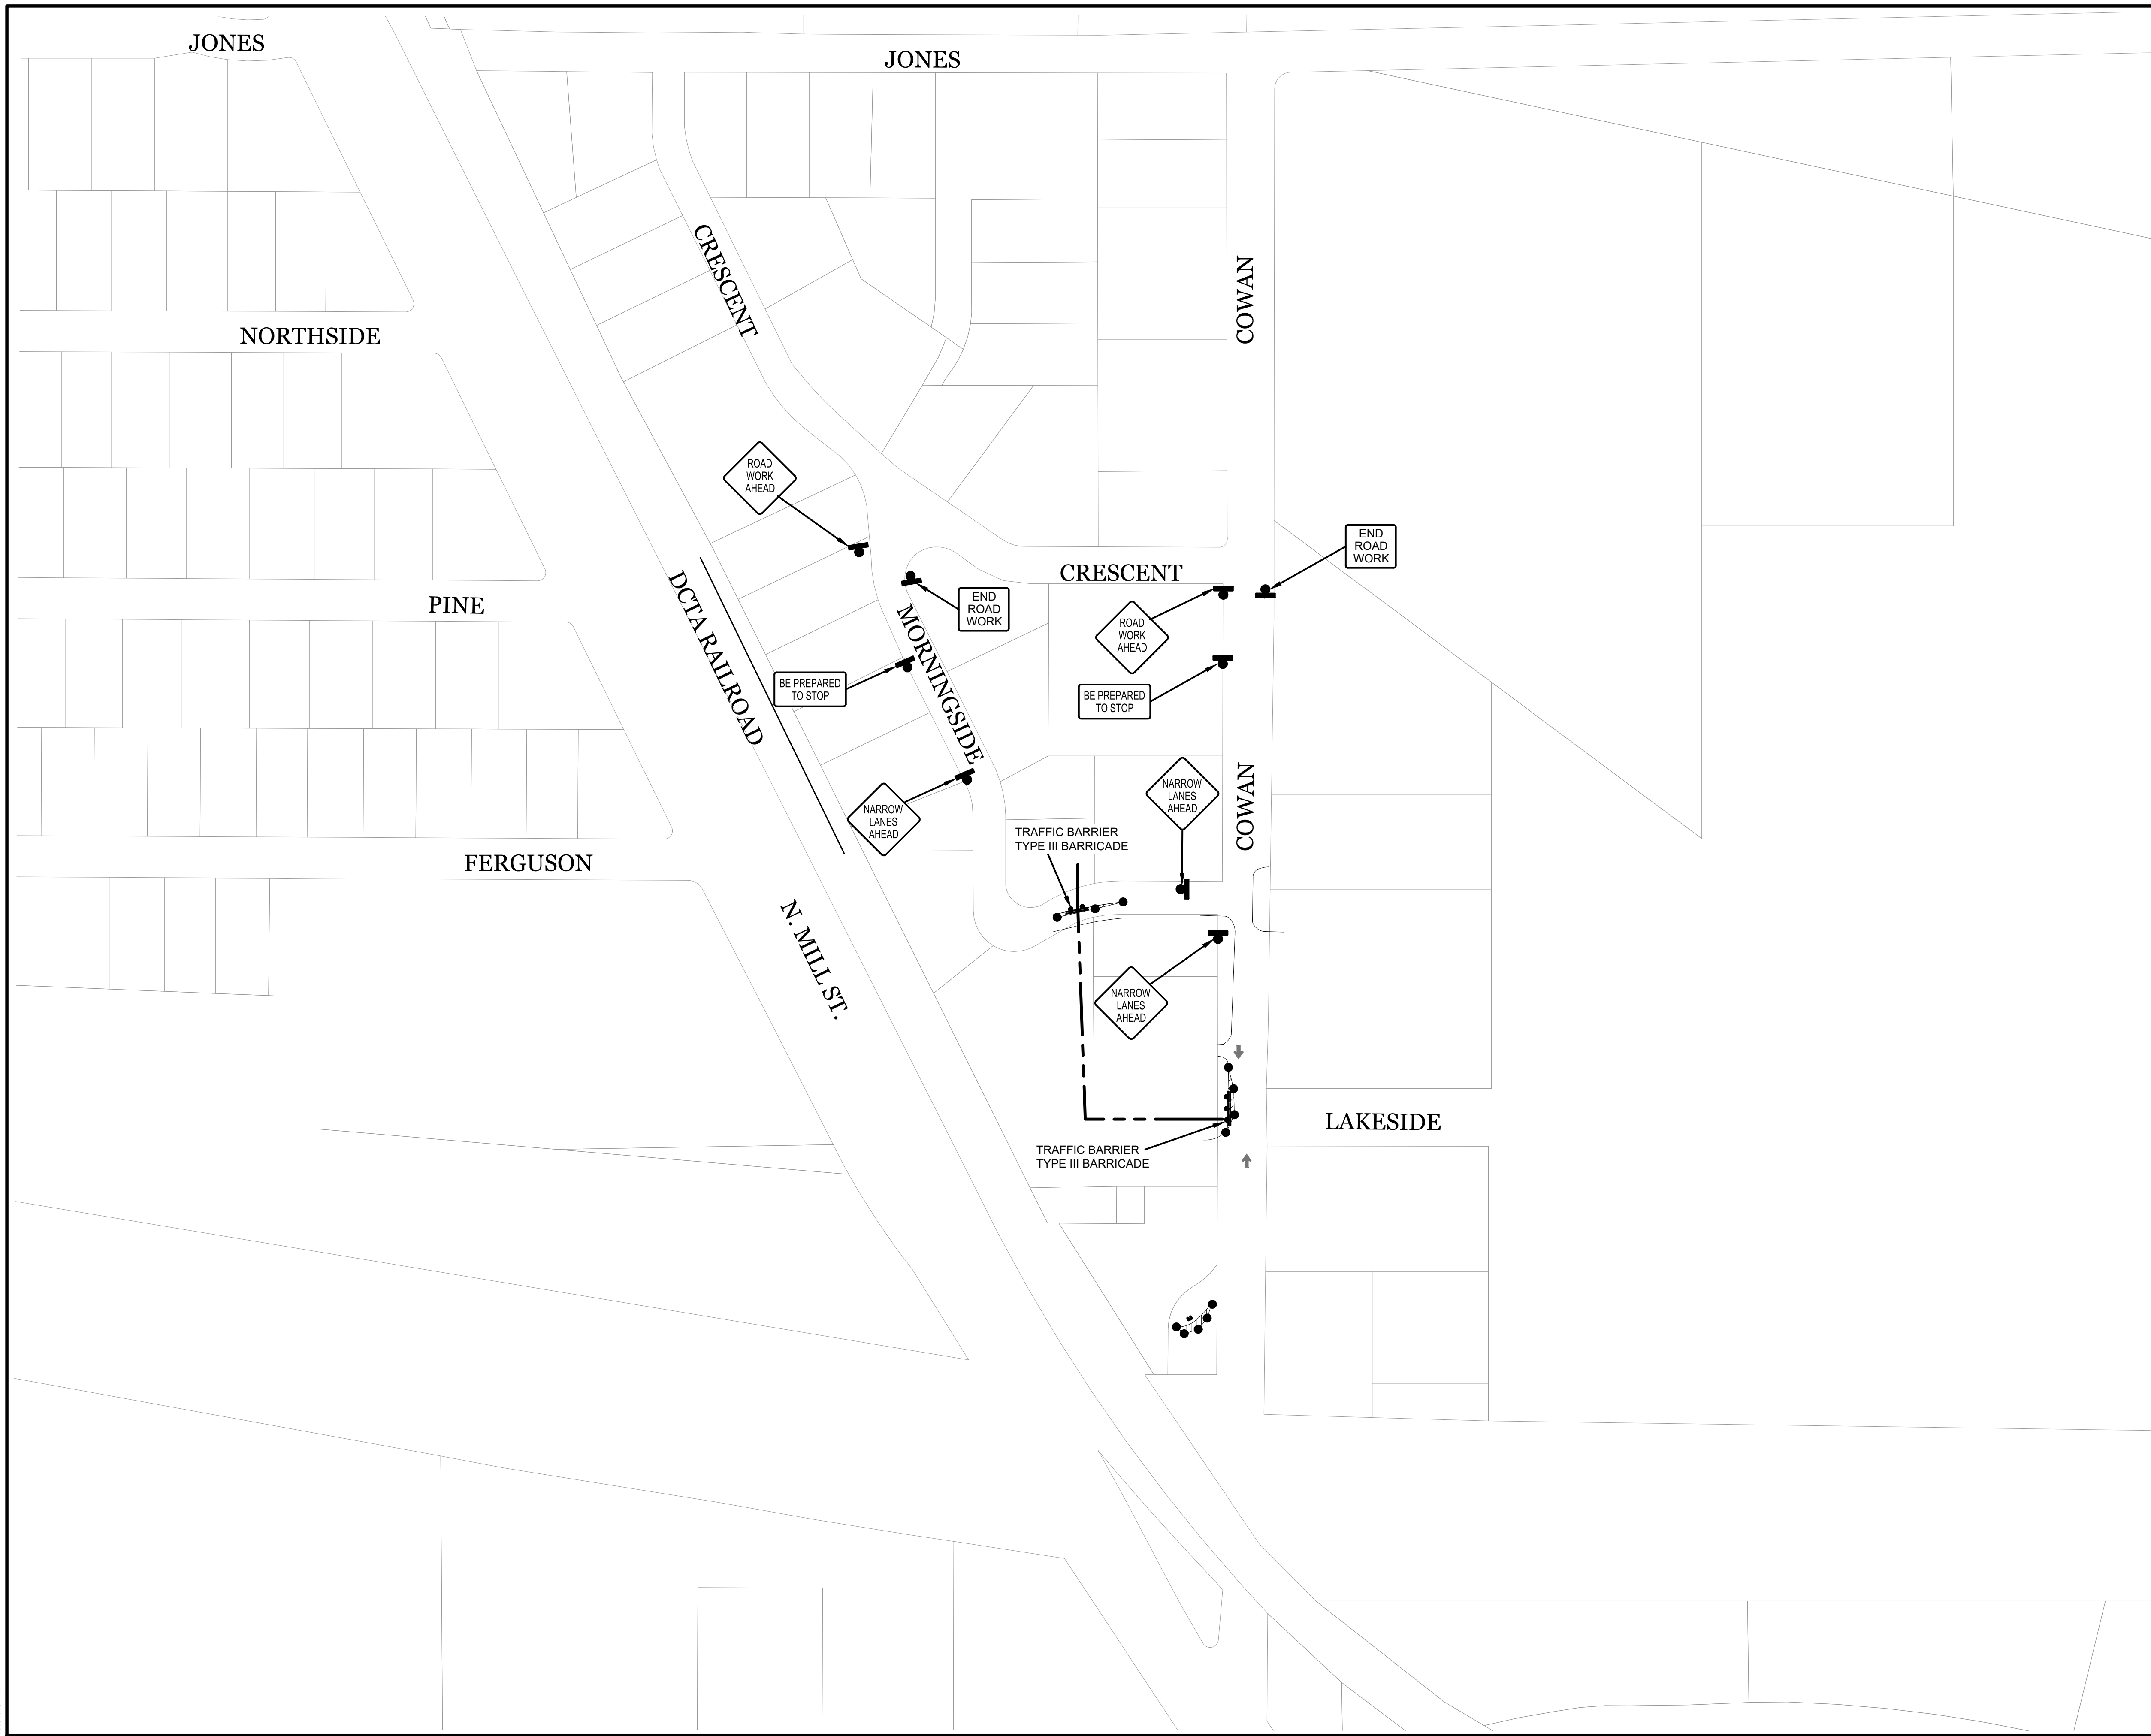 JONES
JONES
CRESCENT
COWAN
NORTHSIDE
ROAD
WORK
AHEAD
END
ROAD
WORK
CRESCENT
PINE
DCTA RAILROAD
END
ROAD
WORK
MORNINGSIDE
ROAD
WORK
AHEAD
BE PREPARED
TO STOP
BE PREPARED
TO STOP
NARROW
LANES
AHEAD
COWAN
NARROW
LANES
AHEAD
TRAFFIC BARRIER
TYPE III BARRICADE
FERGUSON
N. MILL ST.
NARROW
LANES
AHEAD
LAKESIDE
TRAFFIC BARRIER
TYPE III BARRICADE